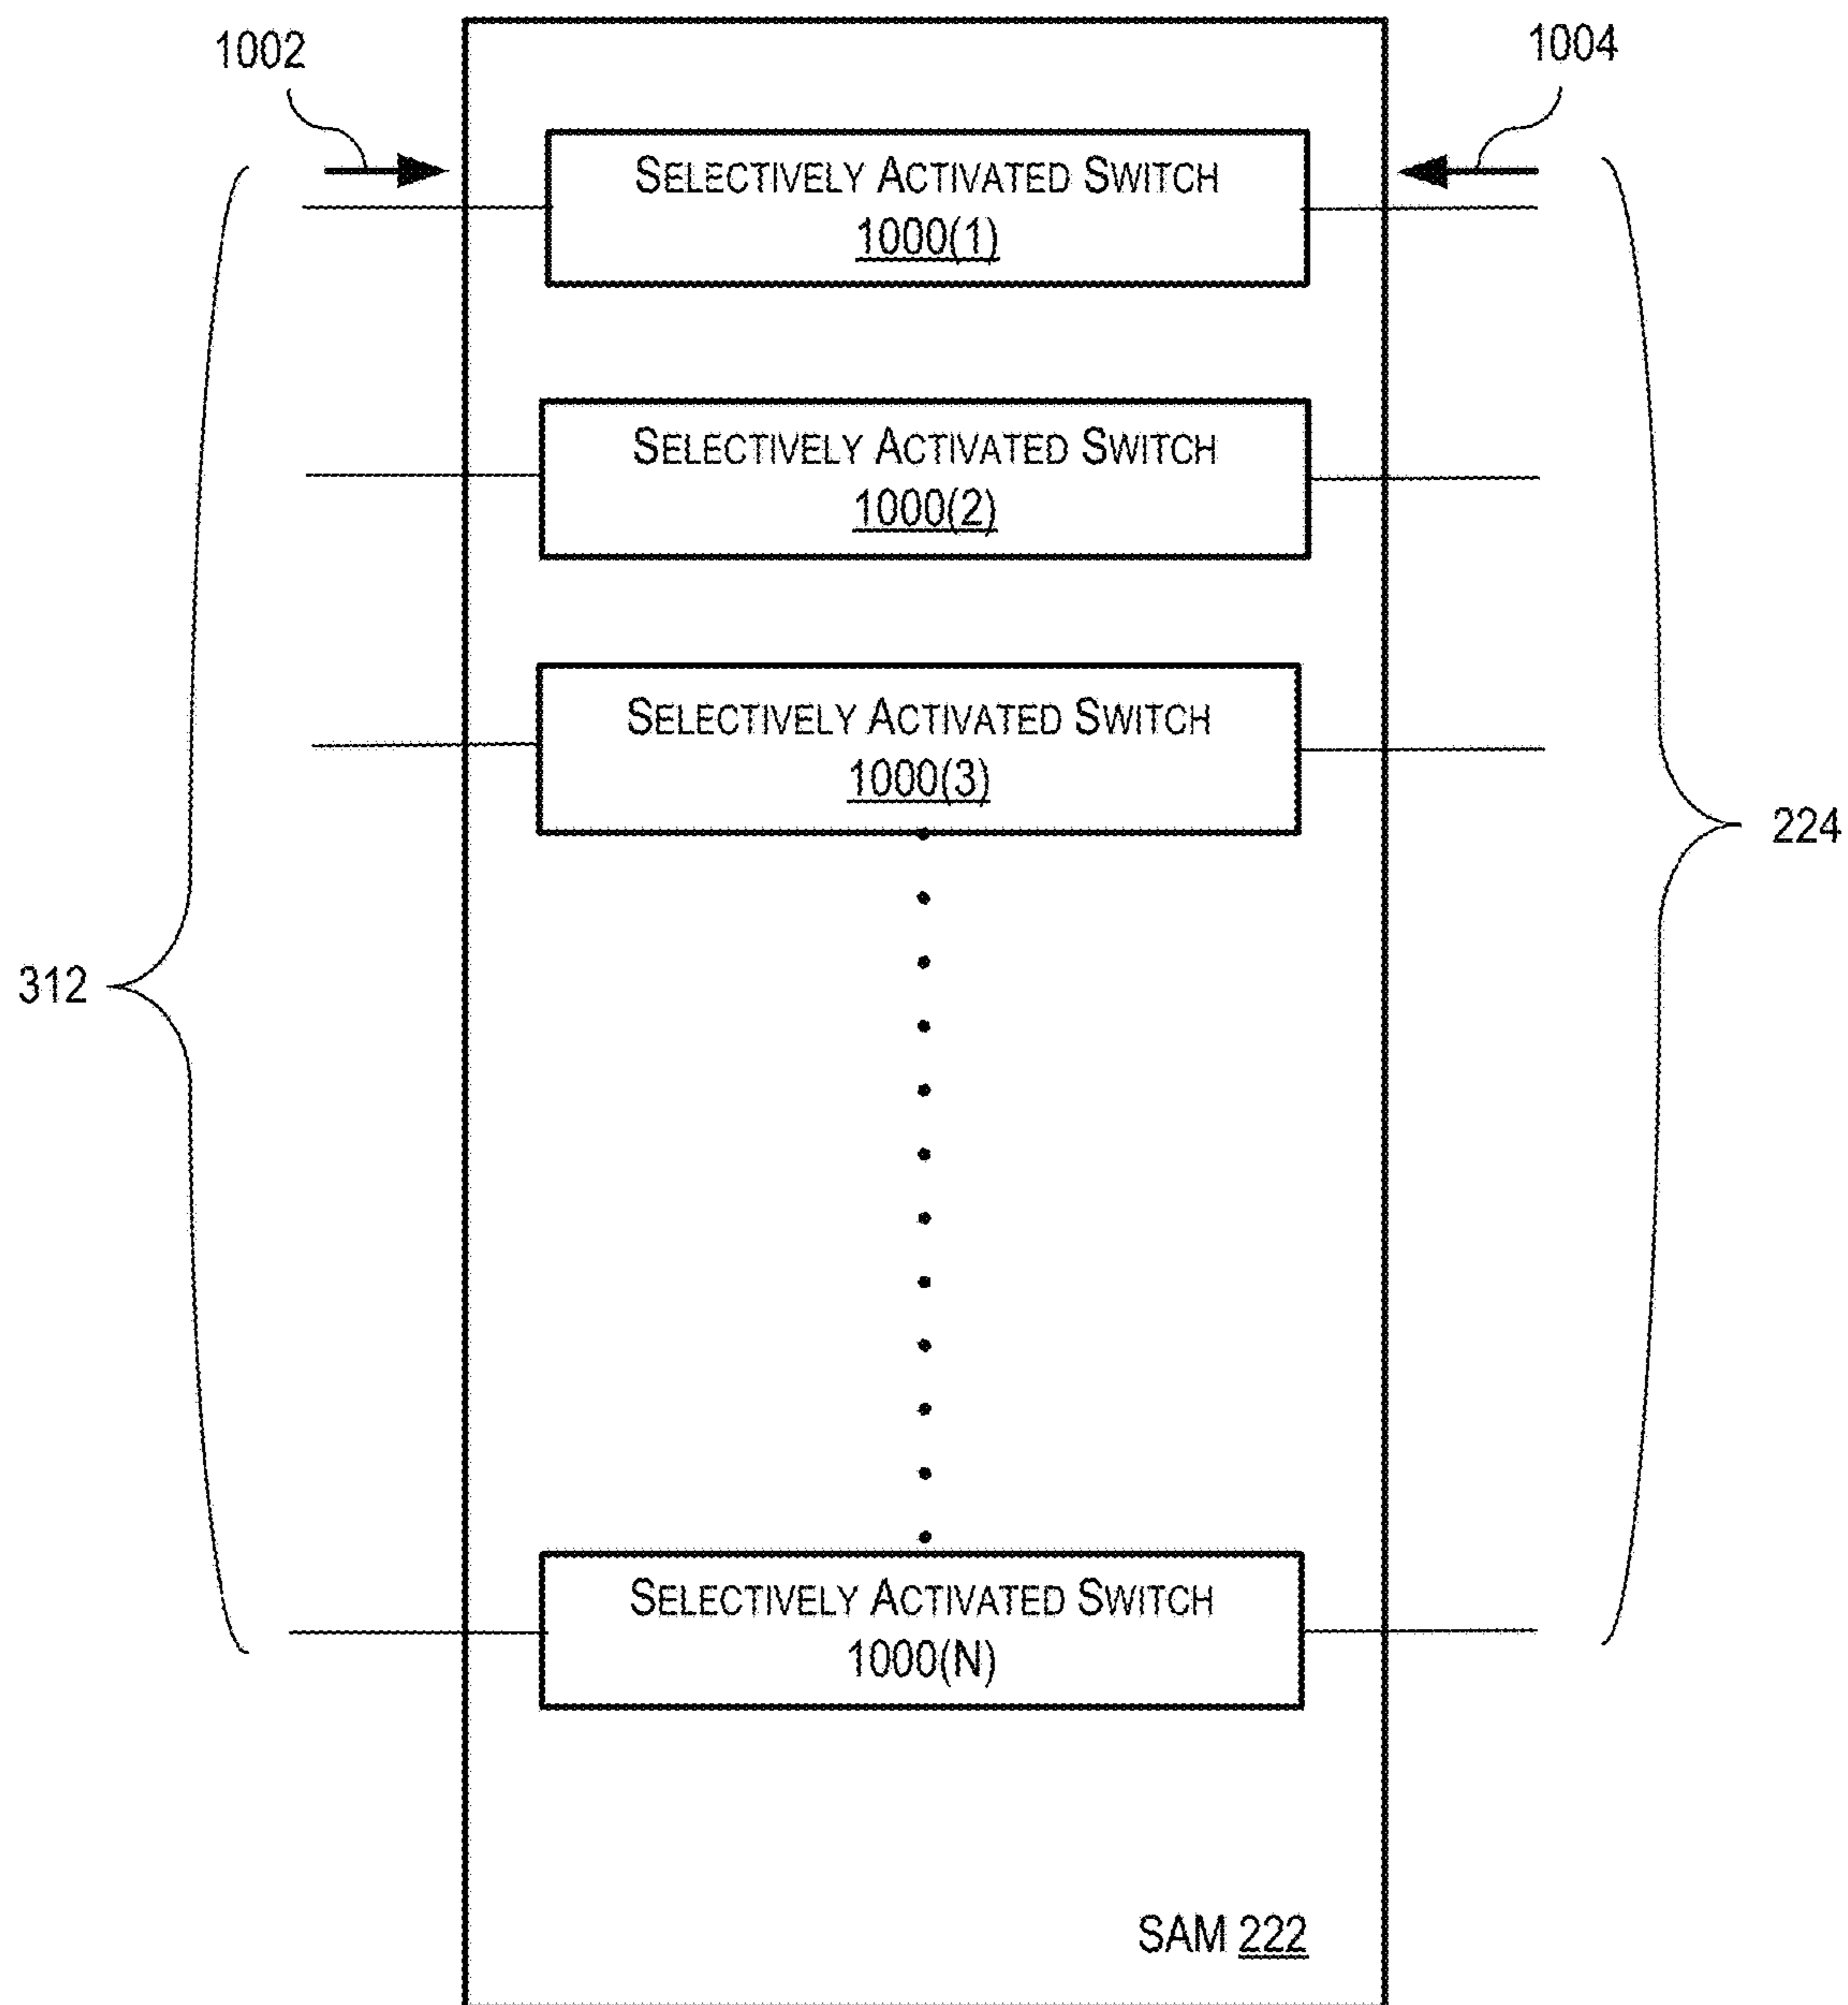 1002
1004
SELECTIVELY ACTIVATED SWITCH
1000(1)
SELECTIVELY ACTIVATED SWITCH
1000(2)
SELECTIVELY ACTIVATED SWITCH
1000(3)
224
312
SELECTIVELY ACTIVATED SWITCH
1000(N)
SAM 222